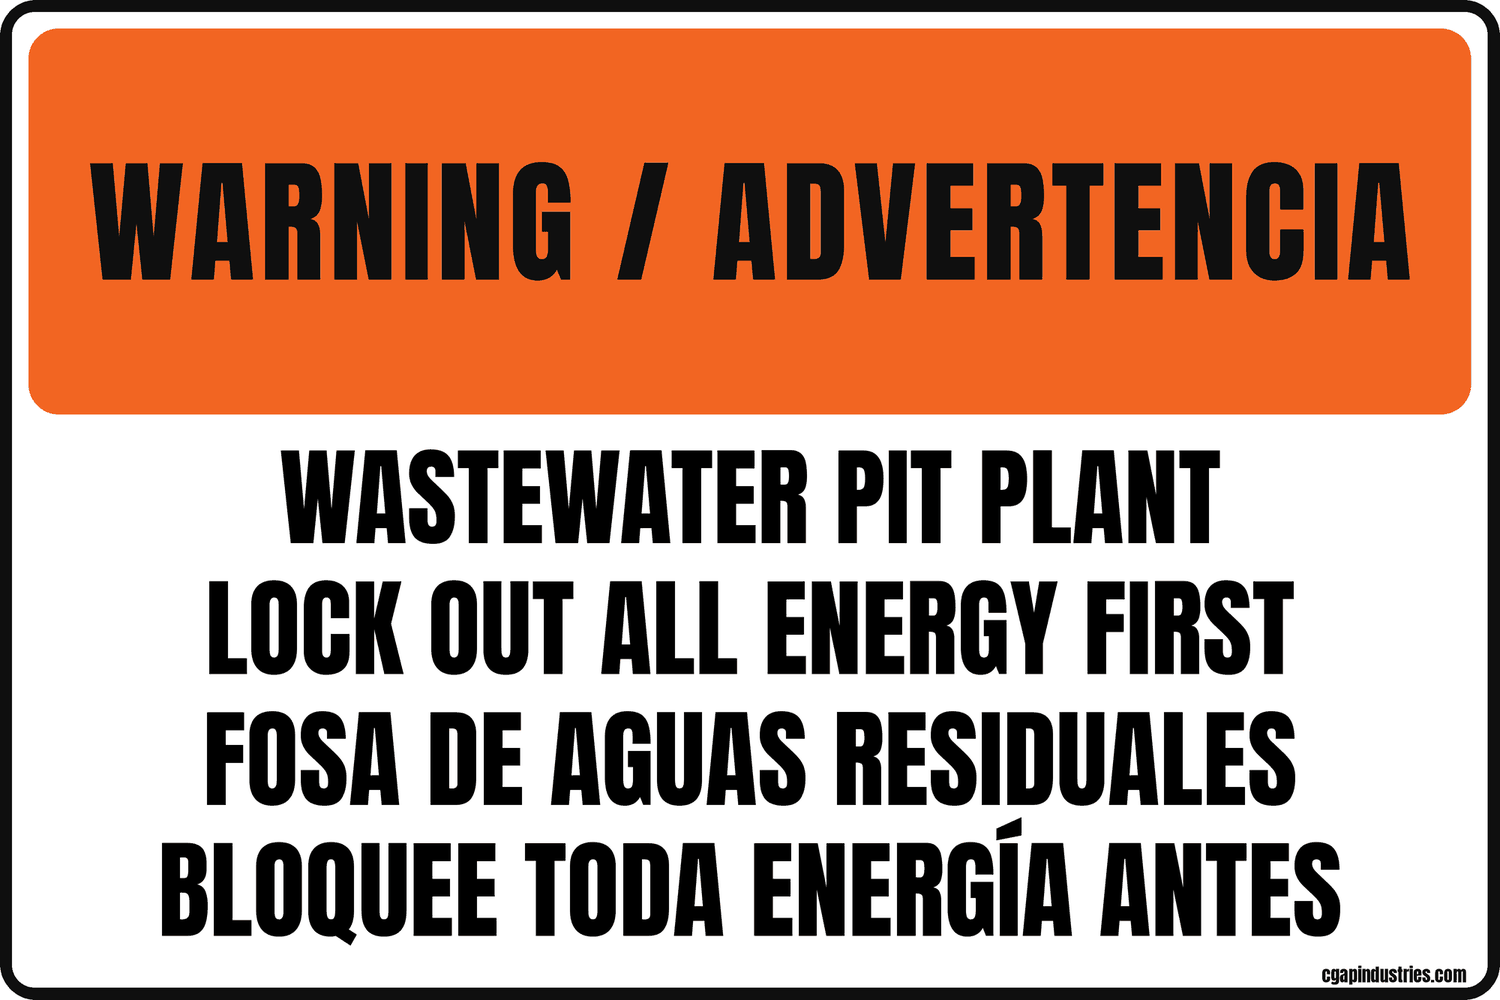 WARNING / ADVERTENCIA
WASTEWATER PIT PLANT
LOCK OUT ALL ENERGY FIRST
FOSA DE AGUAS RESIDUALES
BLOQUEE TODA ENERGÍA ANTES
cgapindustries.com